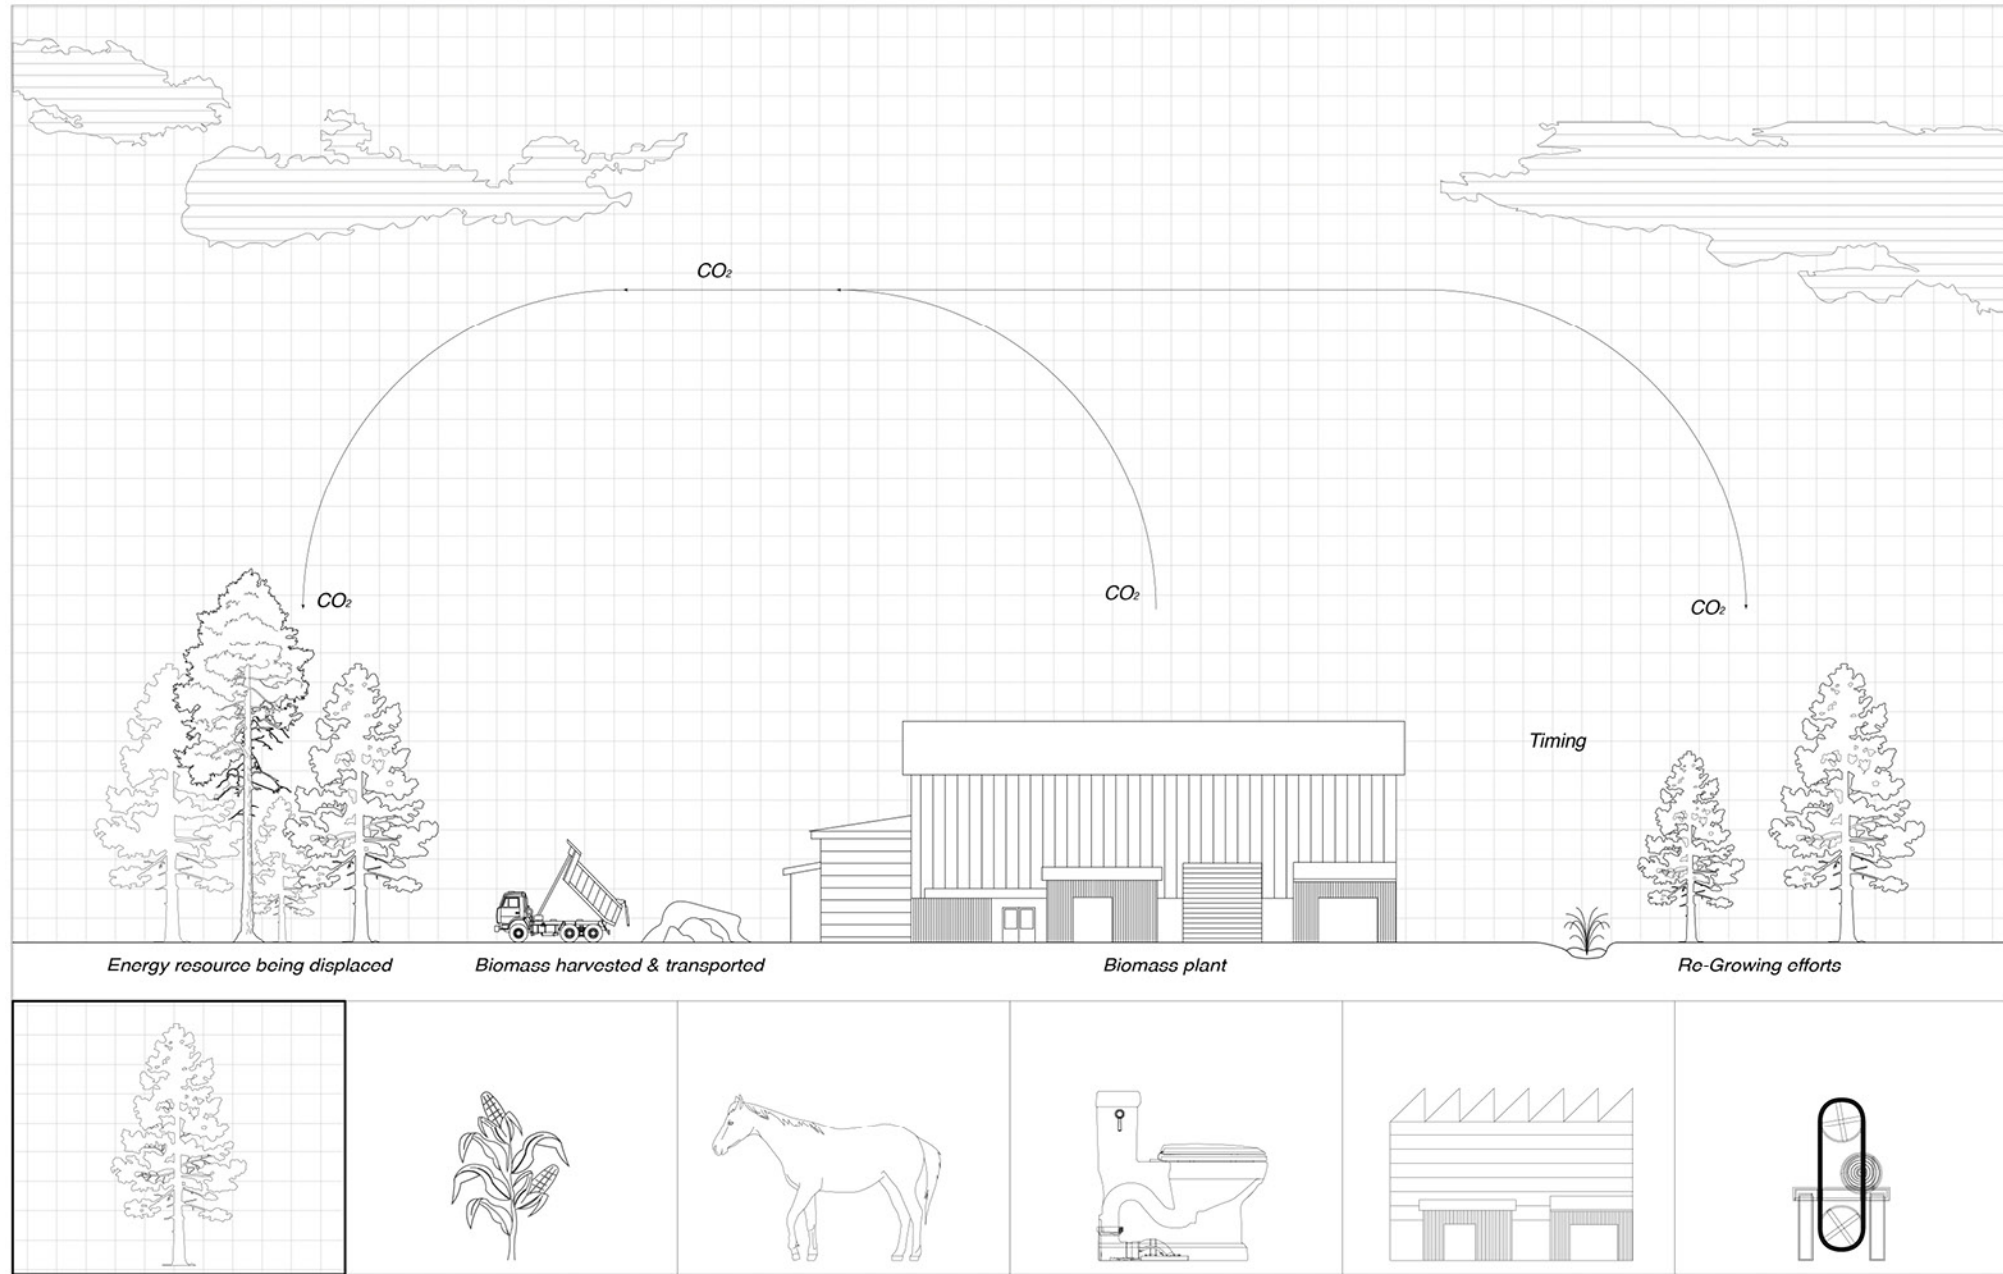 CO₂
CO₂
CO₂
CO₂
Timing
Energy resource being displaced
Biomass harvested & transported
Biomass plant
Re-Growing efforts